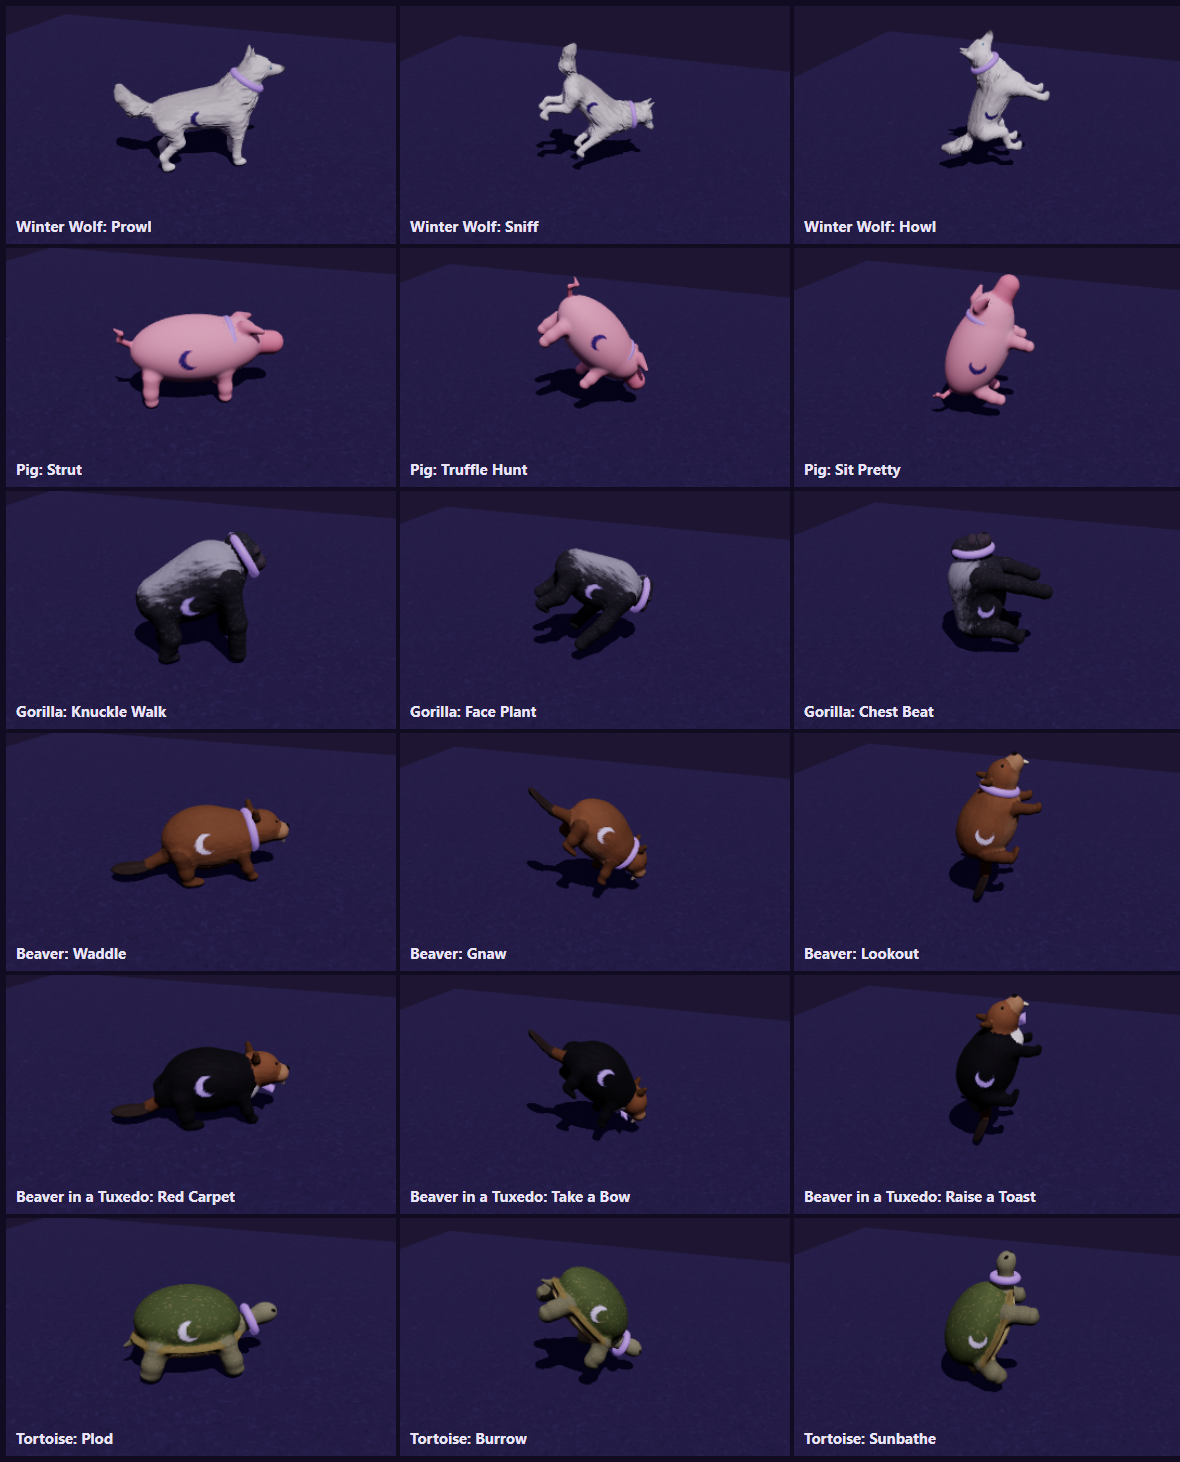 Winter Wolf: Prowl
Winter Wolf: Sniff
Winter Wolf: Howl
Pig: Strut
Pig: Truffle Hunt
Pig: Sit Pretty
Gorilla: Knuckle Walk
Gorilla: Face Plant
Gorilla: Chest Beat
Beaver: Waddle
Beaver: Gnaw
Beaver: Lookout
Beaver in a Tuxedo: Red Carpet
Beaver in a Tuxedo: Take a Bow
Beaver in a Tuxedo: Raise a Toast
Tortoise: Plod
Tortoise: Burrow
Tortoise: Sunbathe